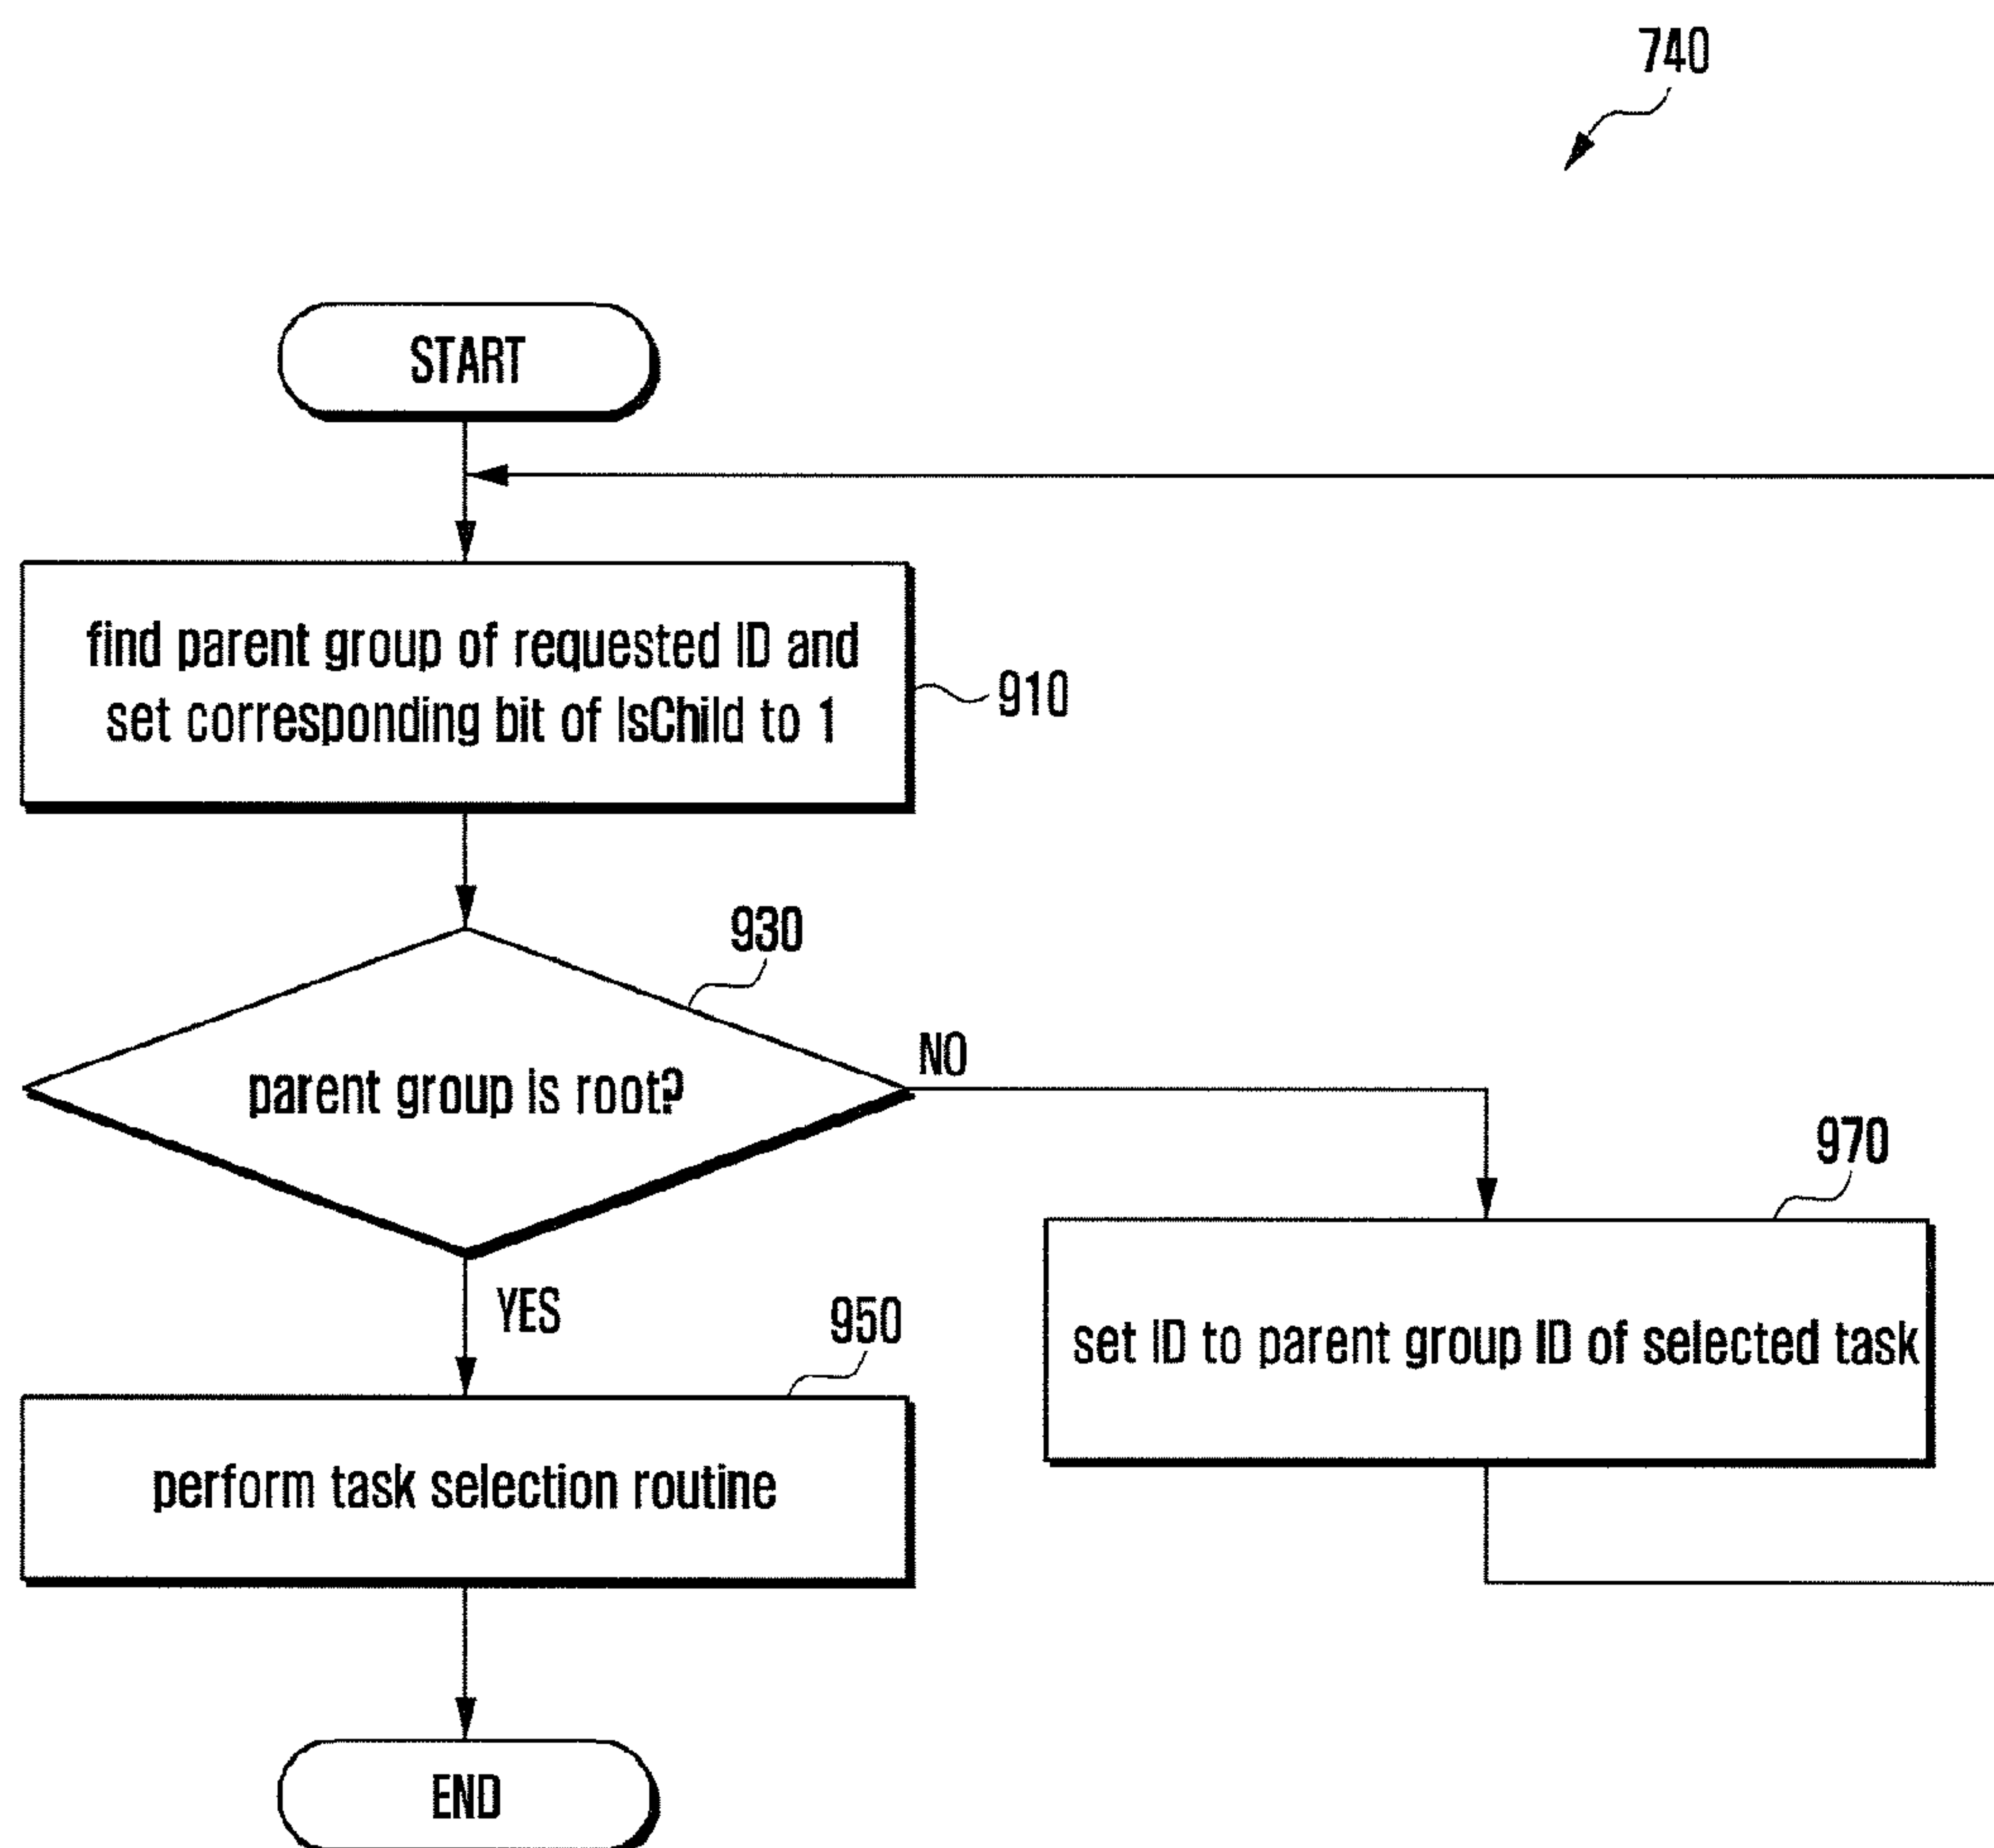 740
START
find parent group of requested ID and
set corresponding bit of IsChild to 1
910
930
parent group is root?
NO
970
set ID to parent group ID of selected task
YES
950
perform task selection routine
END